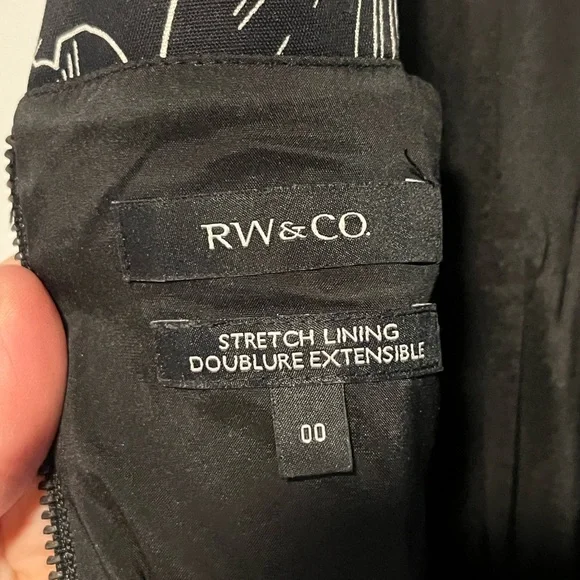 RW&CO.
STRETCH LINING
DOUBLURE EXTENSIBLE
00